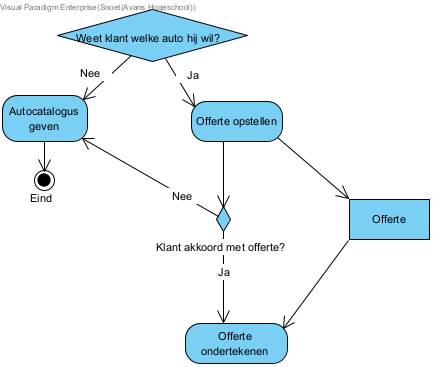 Visual Paradigm Enterprise(Snoet(Avans Hogeschool))
Weet klant welke auto hij wil?
Nee
Ja
Autocatalogus
geven
Offerte opstellen
Eind
Nee
Offerte
Klant akkoord met offerte?
Ja
Offerte
ondertekenen